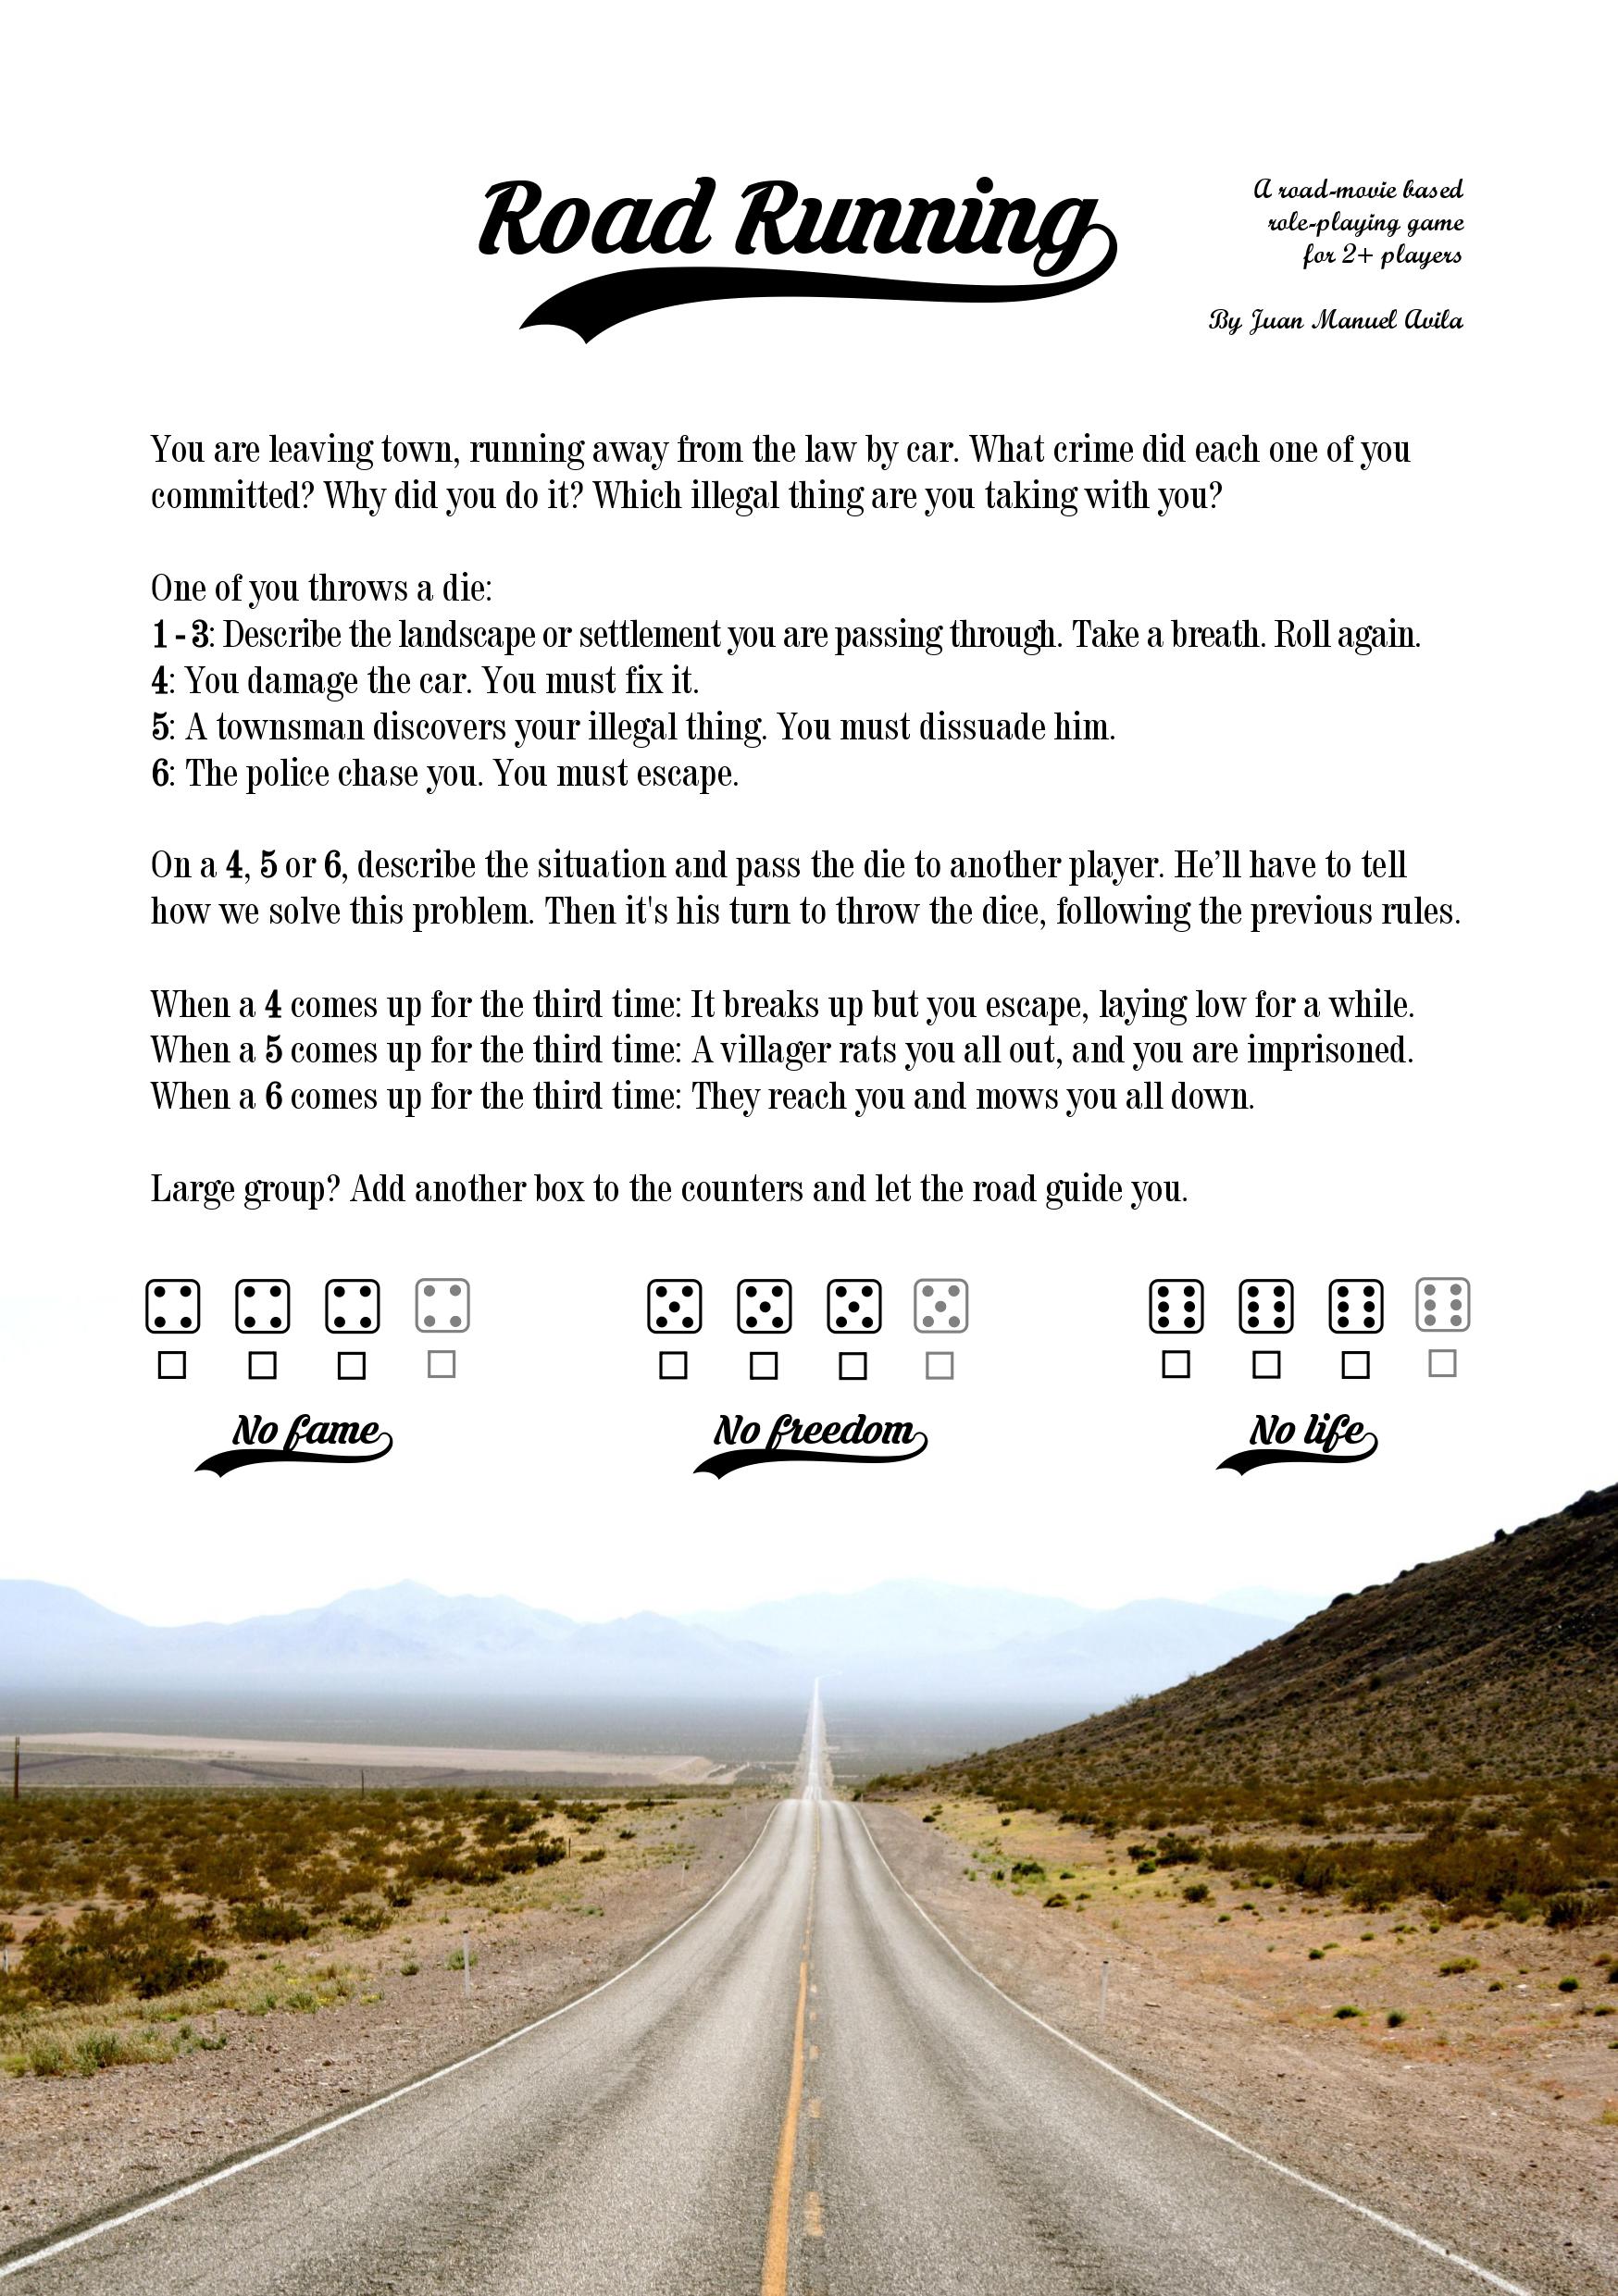 Road Running
A road-movie based
role-playing game
for 2+ players
By Juan Manuel Avila
You are leaving town, running away from the law by car. What crime did each one of you
committed? Why did you do it? Which illegal thing are you taking with you?
One of you throws a die:
1 - 3: Describe the landscape or settlement you are passing through. Take a breath. Roll again.
4: You damage the car. You must fix it.
5: A townsman discovers your illegal thing. You must dissuade him.
6: The police chase you. You must escape.
On a 4, 5 or 6, describe the situation and pass the die to another player. He’ll have to tell
how we solve this problem. Then it's his turn to throw the dice, following the previous rules.
When a 4 comes up for the third time: It breaks up but you escape, laying low for a while.
When a 5 comes up for the third time: A villager rats you all out, and you are imprisoned.
When a 6 comes up for the third time: They reach you and mows you all down.
Large group? Add another box to the counters and let the road guide you.
No fame
No freedom
No life